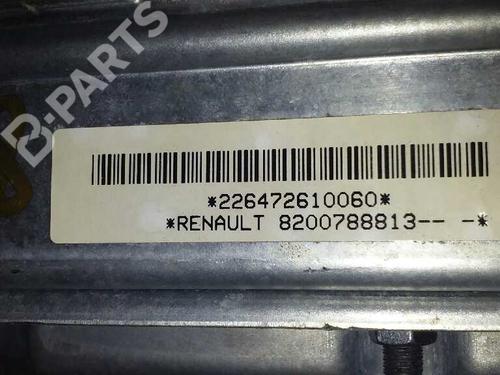 B-PARTS
*226472610060*
*RENAULT 8200788813-- -*